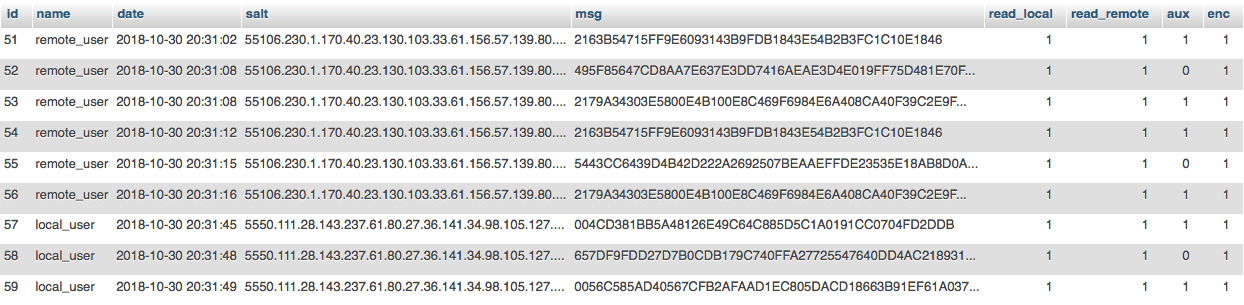 id name date salt msg read_local read_remote aux enc
51 remote_user 2018-10-30 20:31:02 55106.230.1.170.40.23.130.103.33.61.156.57.139.80.... 2163B54715FF9E6093143B9FDB1843E54B2B3FC1C10E1846 1 1 1 1
52 remote_user 2018-10-30 20:31:08 55106.230.1.170.40.23.130.103.33.61.156.57.139.80.... 495F85647CD8AA7E637E3DD7416AEAE3D4E019FF75D481E70F... 1 1 0 1
53 remote_user 2018-10-30 20:31:08 55106.230.1.170.40.23.130.103.33.61.156.57.139.80.... 2179A34303E5800E4B100E8C469F6984E6A408CA40F39C2E9F... 1 1 1 1
54 remote_user 2018-10-30 20:31:12 55106.230.1.170.40.23.130.103.33.61.156.57.139.80.... 2163B54715FF9E6093143B9FDB1843E54B2B3FC1C10E1846 1 1 1 1
55 remote_user 2018-10-30 20:31:15 55106.230.1.170.40.23.130.103.33.61.156.57.139.80.... 5443CC6439D4B42D222A2692507BEAAEFFDE23535E18AB8D0A... 1 1 0 1
56 remote_user 2018-10-30 20:31:16 55106.230.1.170.40.23.130.103.33.61.156.57.139.80.... 2179A34303E5800E4B100E8C469F6984E6A408CA40F39C2E9F... 1 1 1 1
57 local_user 2018-10-30 20:31:45 5550.111.28.143.237.61.80.27.36.141.34.98.105.127.... 004CD381BB5A48126E49C64C885D5C1A0191CC0704FD2DDB 1 1 1 1
58 local_user 2018-10-30 20:31:48 5550.111.28.143.237.61.80.27.36.141.34.98.105.127.... 657DF9FDD27D7B0CDB179C740FFA27725547640DD4AC218931... 1 1 0 1
59 local_user 2018-10-30 20:31:49 5550.111.28.143.237.61.80.27.36.141.34.98.105.127.... 0056C585AD40567CFB2AFAAD1EC805DACD18663B91EF61A037... 1 1 1 1